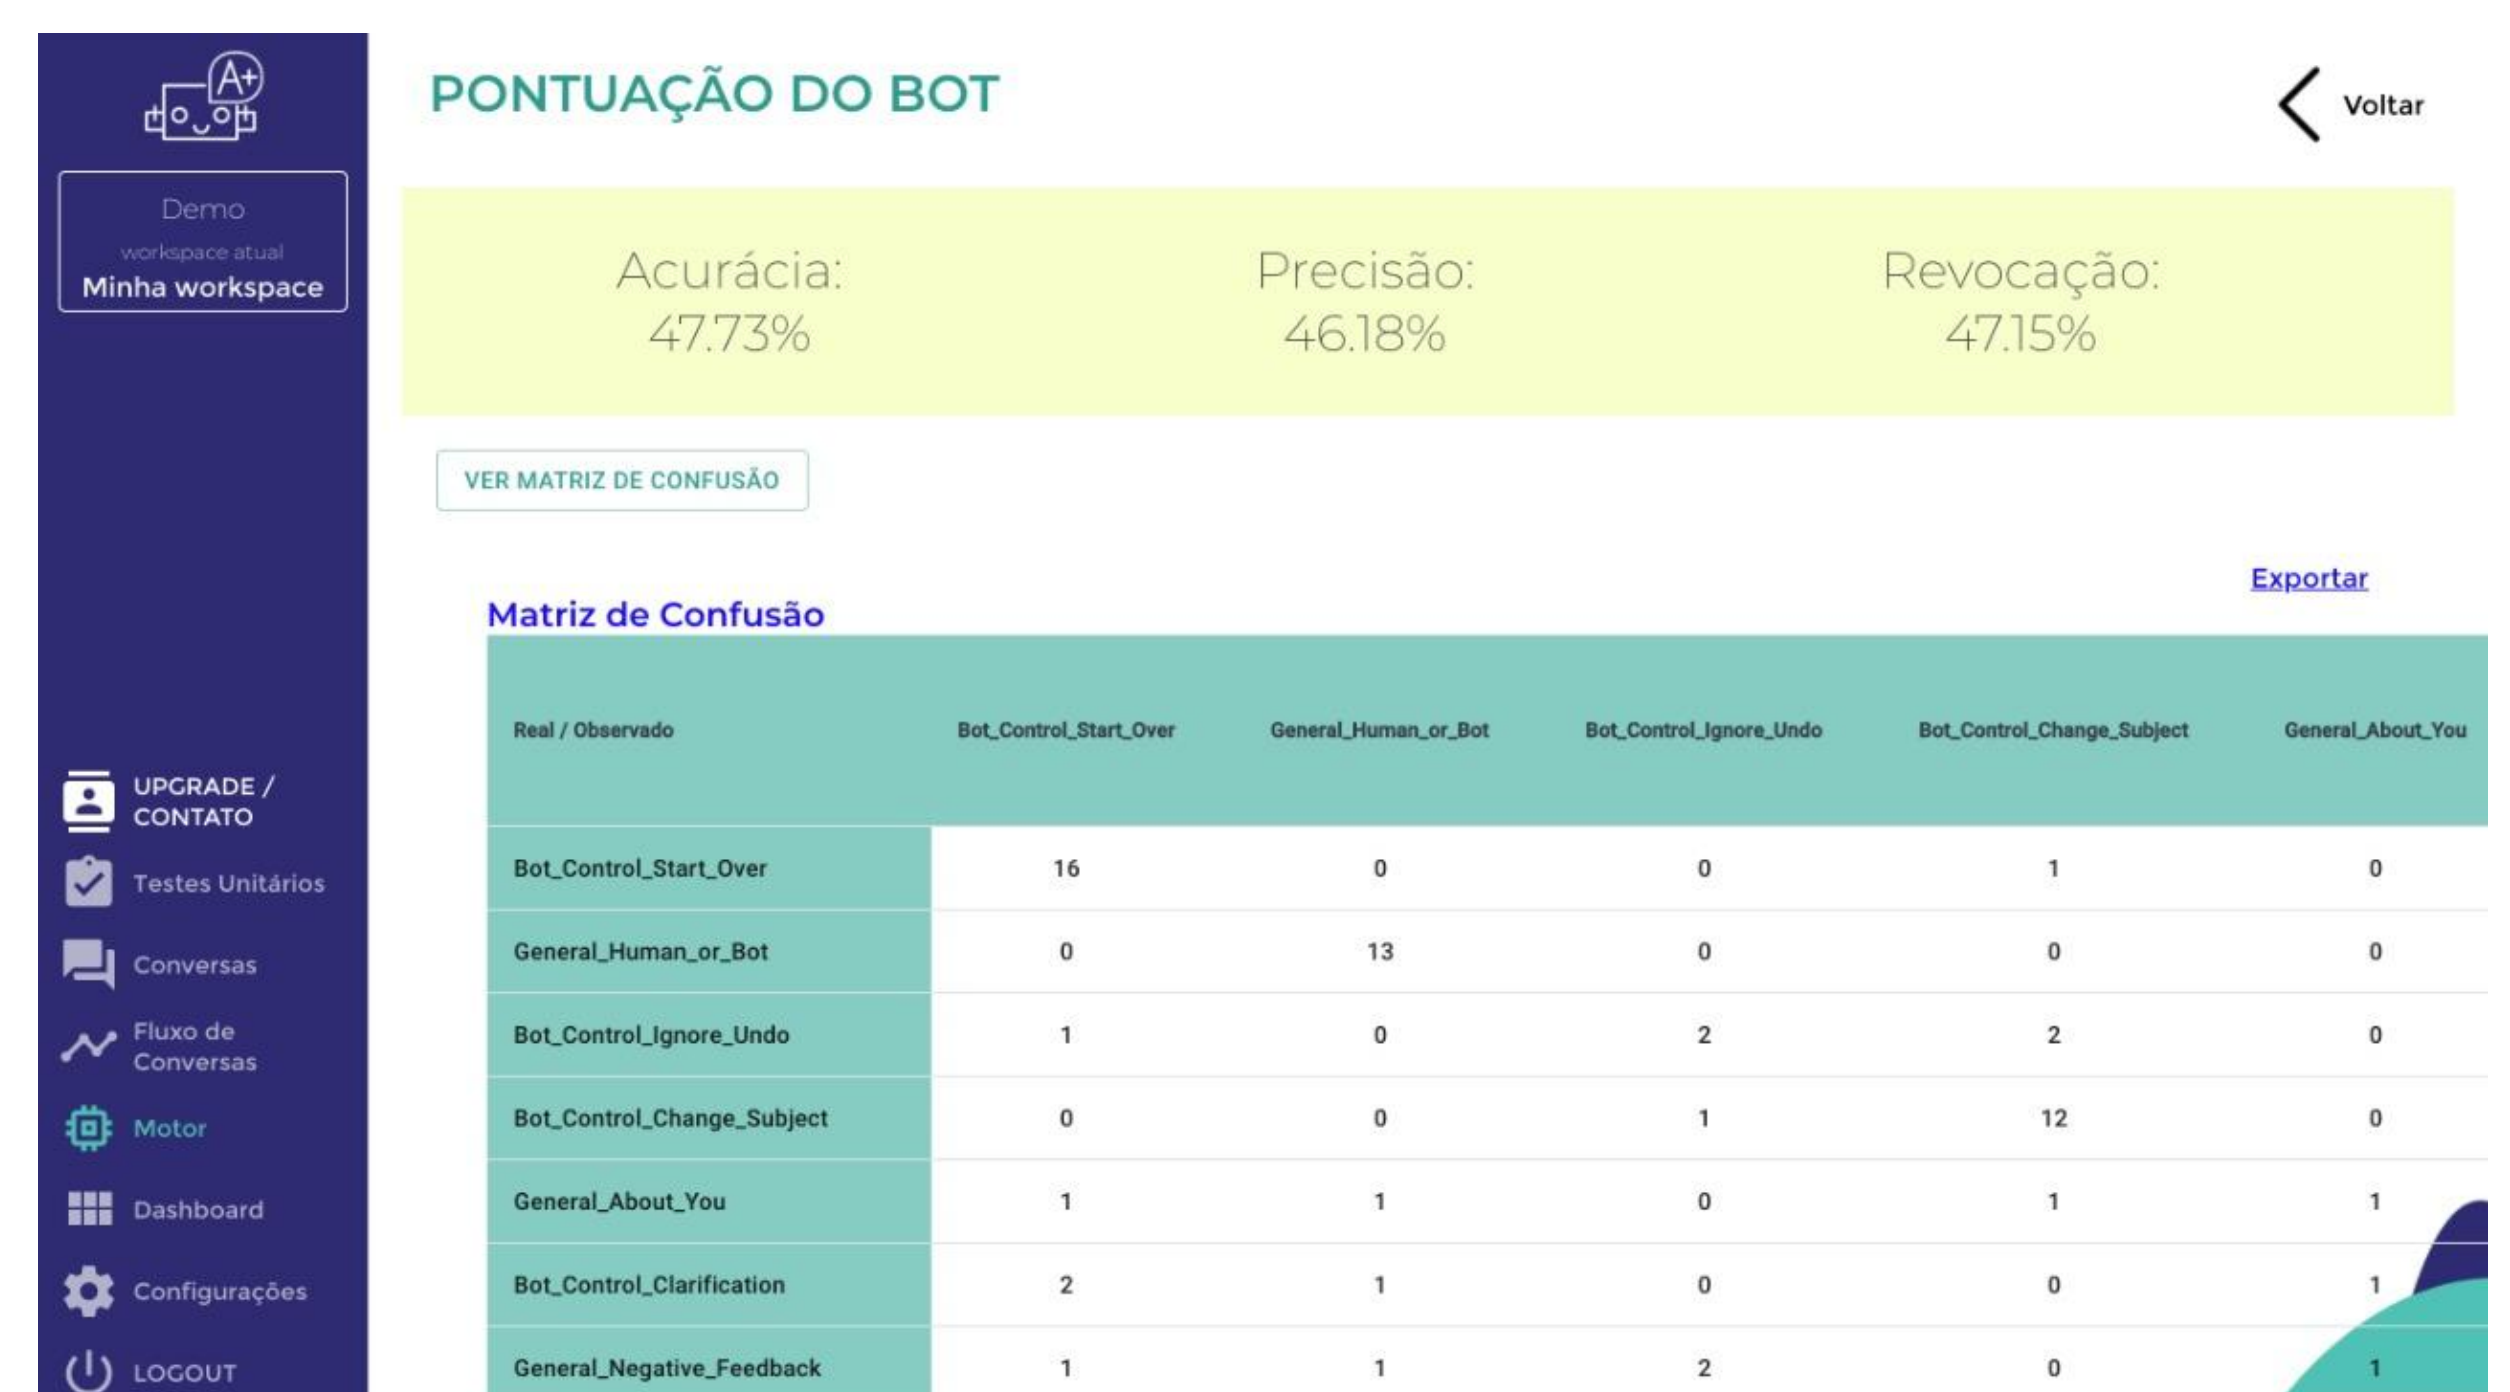 A+
Demo
workspace atual
Minha workspace
UPGRADE /
CONTATO
Testes Unitários
Conversas
Fluxo de
Conversas
Motor
Dashboard
Configurações
LOGOUT
PONTUAÇÃO DO BOT
Voltar
Acurácia: Precisão: Revocação:
47.73% 46.18% 47.15%
VER MATRIZ DE CONFUSÃO
Exportar
Matriz de Confusão
Real / Observado Bot_Control_Start_Over General_Human_or_Bot Bot_Control_Ignore_Undo Bot_Control_Change_Subject General_About_You
Bot_Control_Start_Over 16 0 0 1 0
General_Human_or_Bot 0 13 0 0 0
Bot_Control_Ignore_Undo 1 0 2 2 0
Bot_Control_Change_Subject 0 0 1 12 0
General_About_You 1 1 0 1 1
Bot_Control_Clarification 2 1 0 0 1
General_Negative_Feedback 1 1 2 0 1